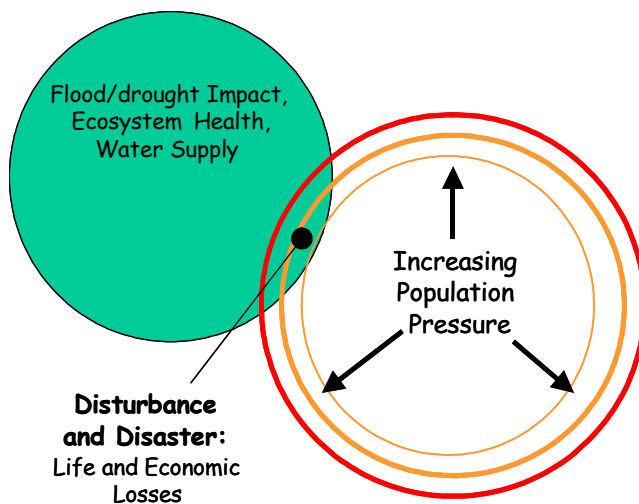 Flood/drought Impact,
Ecosystem Health,
Water Supply
Increasing
Population
Pressure
Disturbance
and Disaster:
Life and Economic
Losses